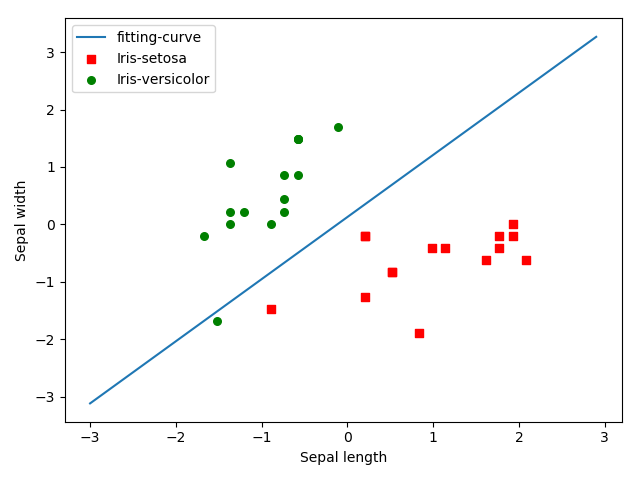 fitting-curve
Iris-setosa
Iris-versicolor
3
2
1
0
−1
−2
−3
Sepal width
−3
−2
−1
0
1
2
3
Sepal length